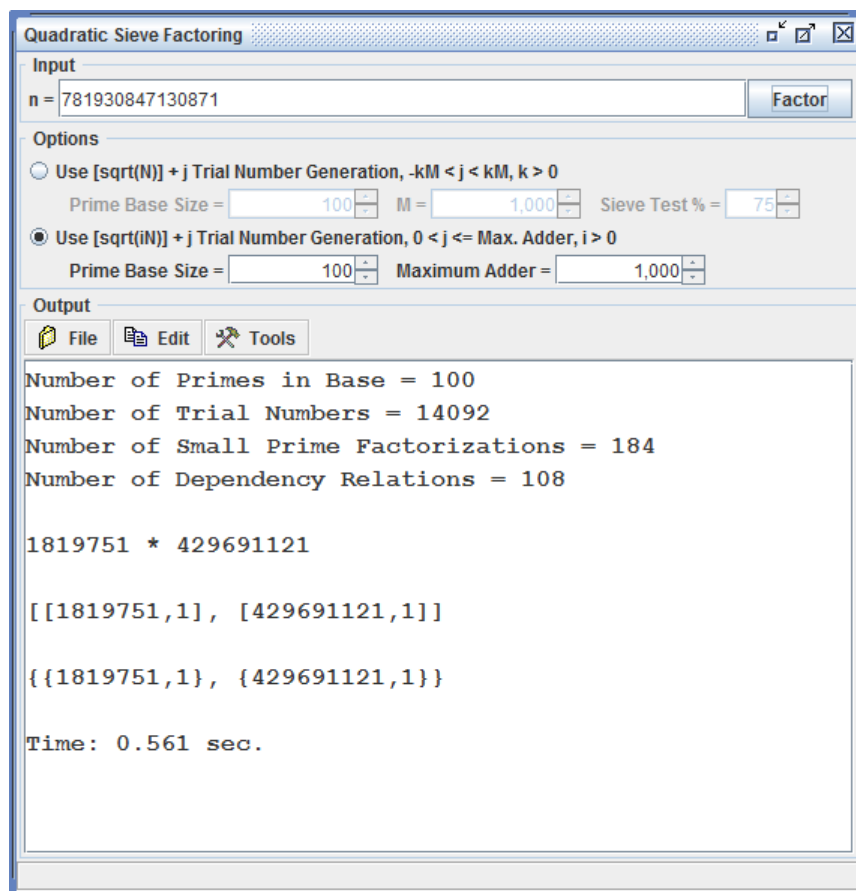 Quadratic Sieve Factoring
Input
n = 781930847130871 Factor
Options
Use [sqrt(N)] + j Trial Number Generation, -kM < j < kM, k > 0
Prime Base Size = 100 M = 1,000 Sieve Test % = 75
Use [sqrt(iN)] + j Trial Number Generation, 0 < j <= Max. Adder, i > 0
Prime Base Size = 100 Maximum Adder = 1,000
Output
File Edit Tools
Number of Primes in Base = 100
Number of Trial Numbers = 14092
Number of Small Prime Factorizations = 184
Number of Dependency Relations = 108
1819751 * 429691121
[[1819751,1], [429691121,1]]
{{1819751,1}, {429691121,1}}
Time: 0.561 sec.